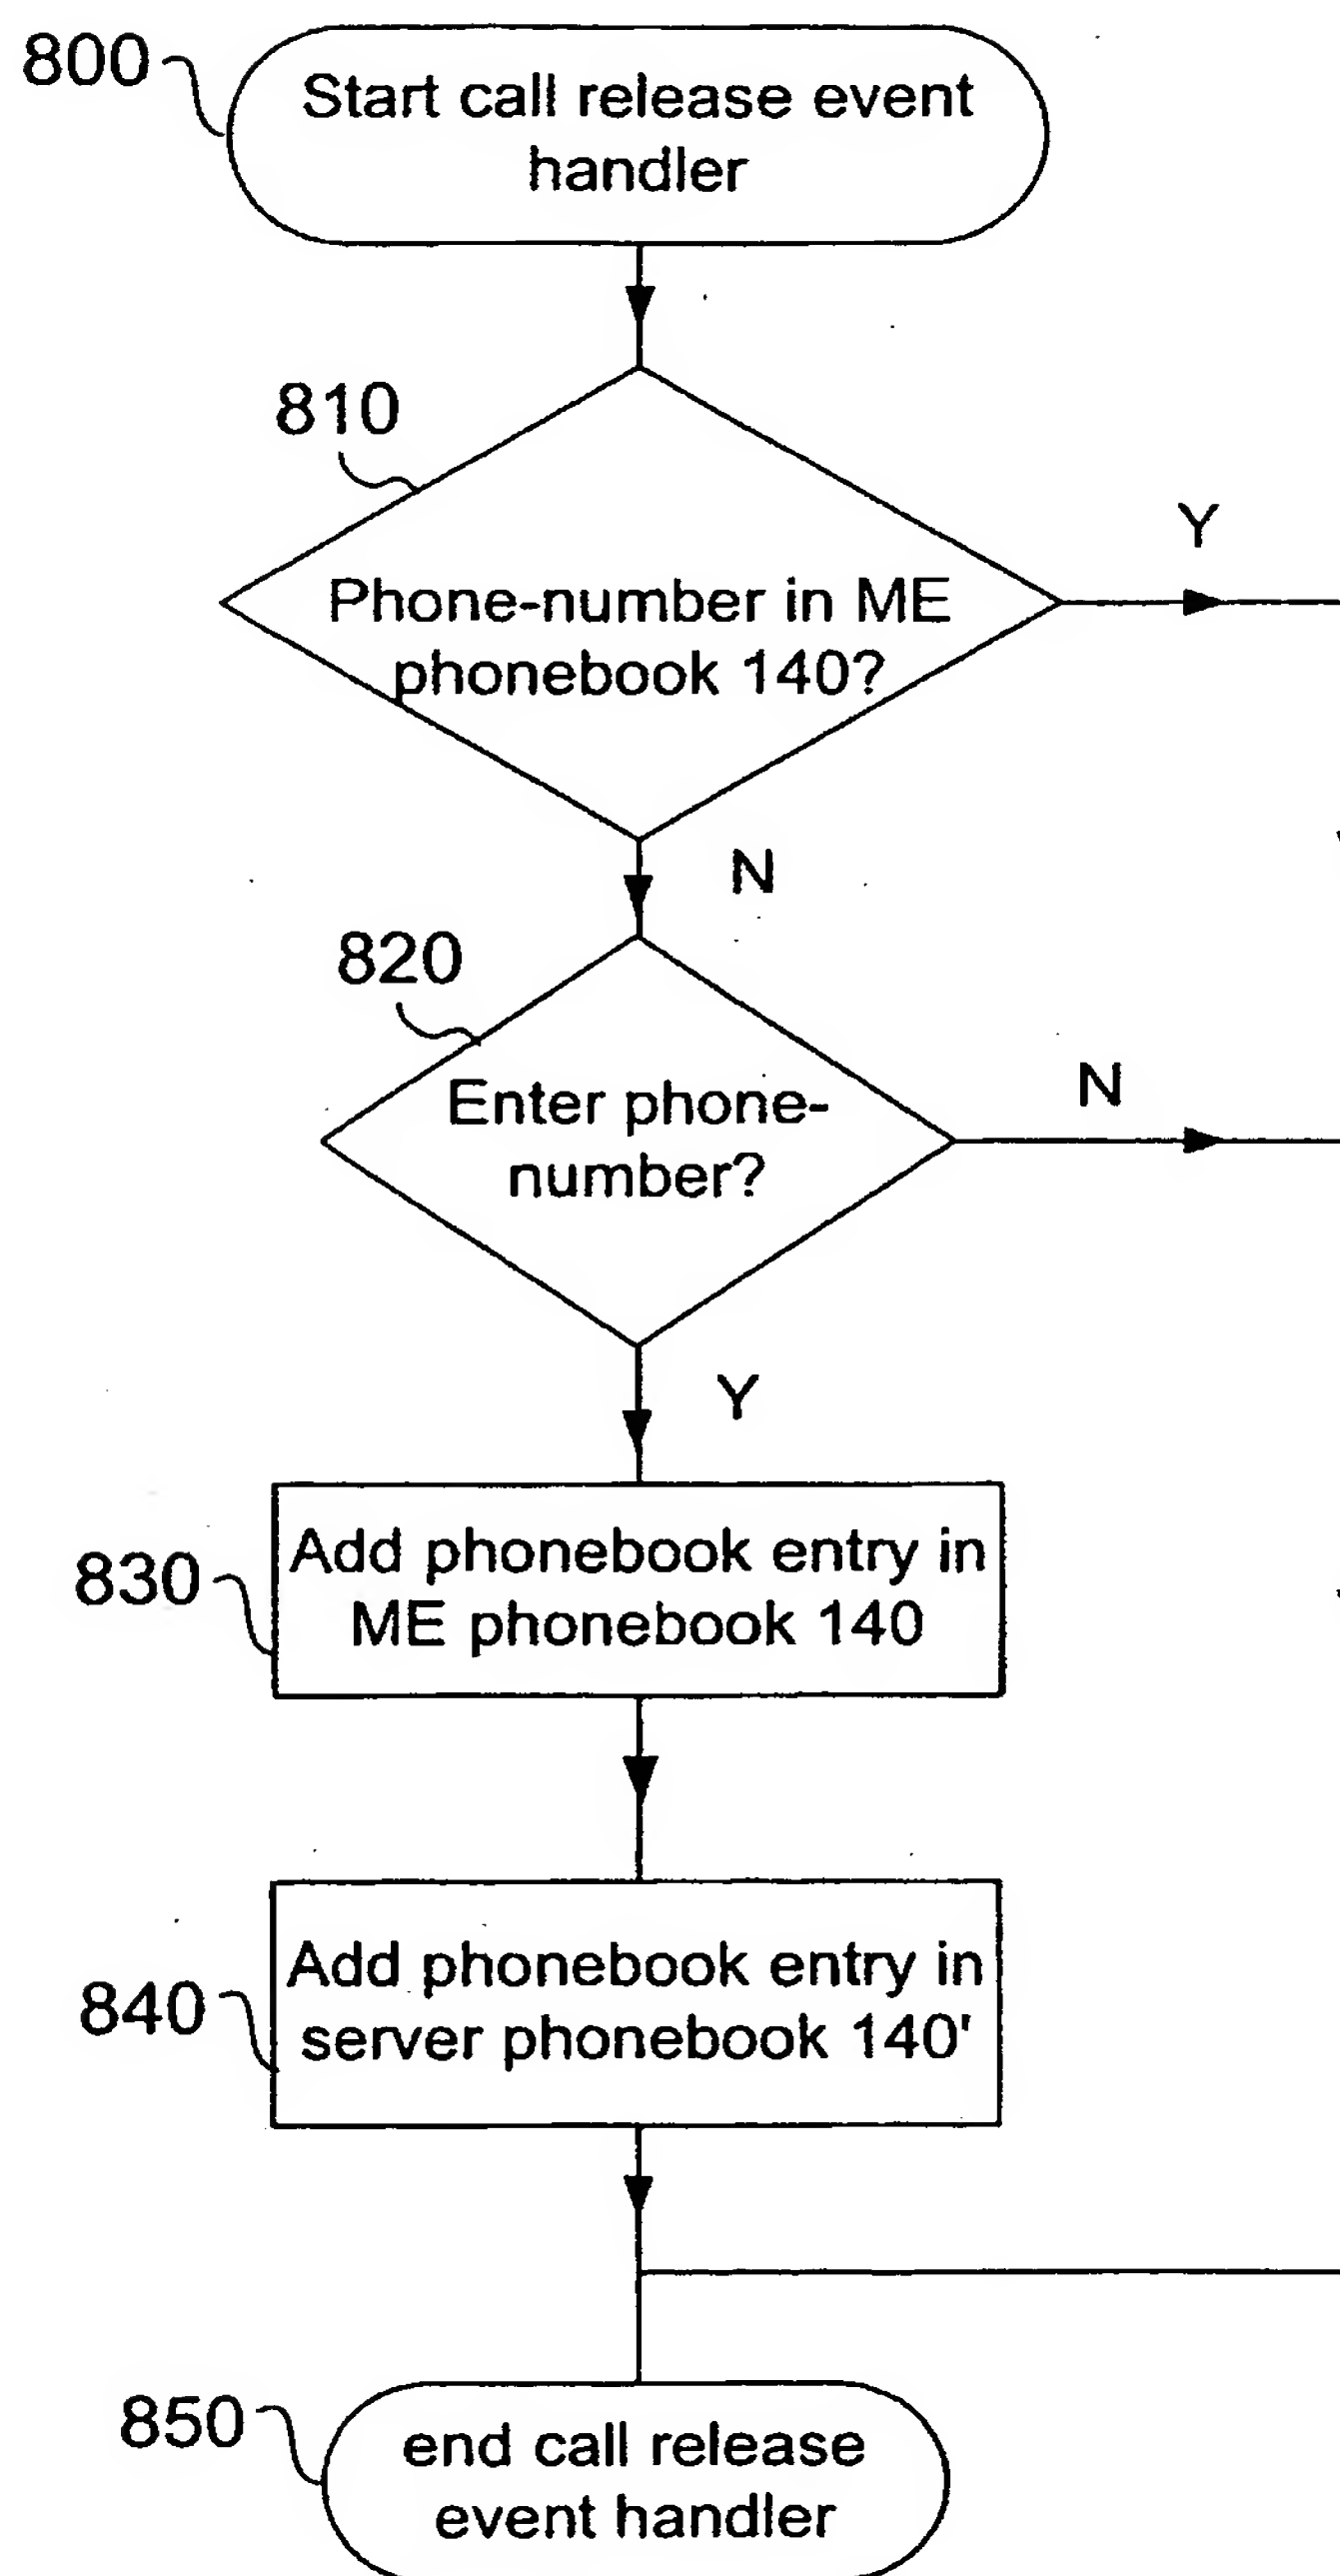 800
Start call release event
handler
810
Y
Phone-number in ME
phonebook 140?
N
820
N
Enter phone-
number?
Y
830
Add phonebook entry in
ME phonebook 140
840
Add phonebook entry in
server phonebook 140'
850
end call release
event handler